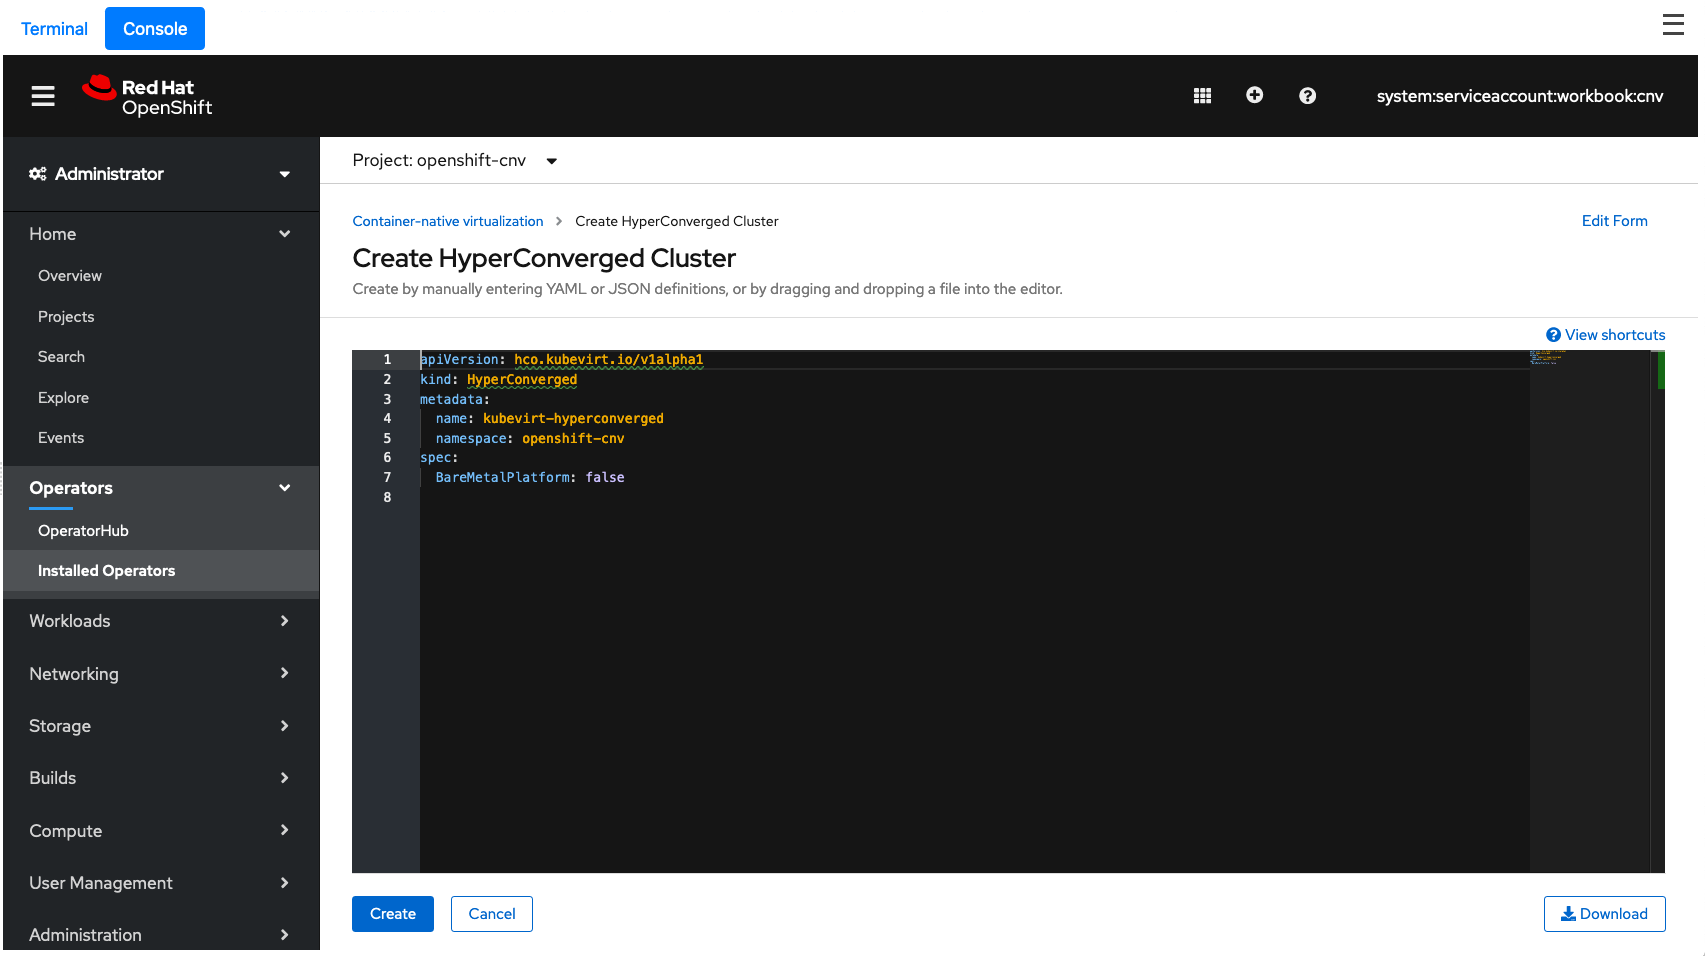 Terminal
Console
Red Hat
OpenShift
system:serviceaccount:workbook:cnv
Administrator
Home
Overview
Projects
Search
Explore
Events
Operators
OperatorHub
Installed Operators
Workloads
Networking
Storage
Builds
Compute
User Management
Administration
Project: openshift-cnv
Container-native virtualization
Create HyperConverged Cluster
Edit Form
Create HyperConverged Cluster
Create by manually entering YAML or JSON definitions, or by dragging and dropping a file into the editor.
View shortcuts
1 apiVersion: hco.kubevirt.io/v1alpha1
2 kind: HyperConverged
3 metadata:
4 name: kubevirt-hyperconverged
5 namespace: openshift-cnv
6 spec:
7 BareMetalPlatform: false
8
Create
Cancel
Download